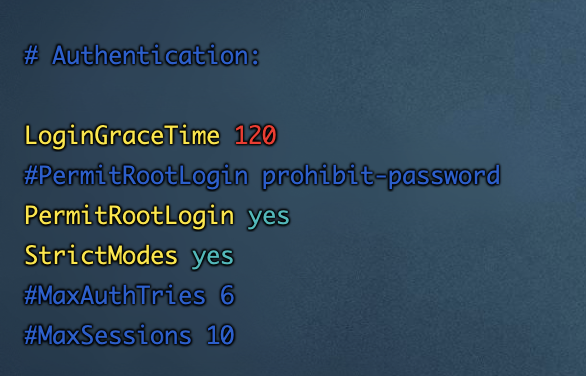 # Authentication:
LoginGraceTime 120
#PermitRootLogin prohibit-password
PermitRootLogin yes
StrictModes yes
#MaxAuthTries 6
#MaxSessions 10